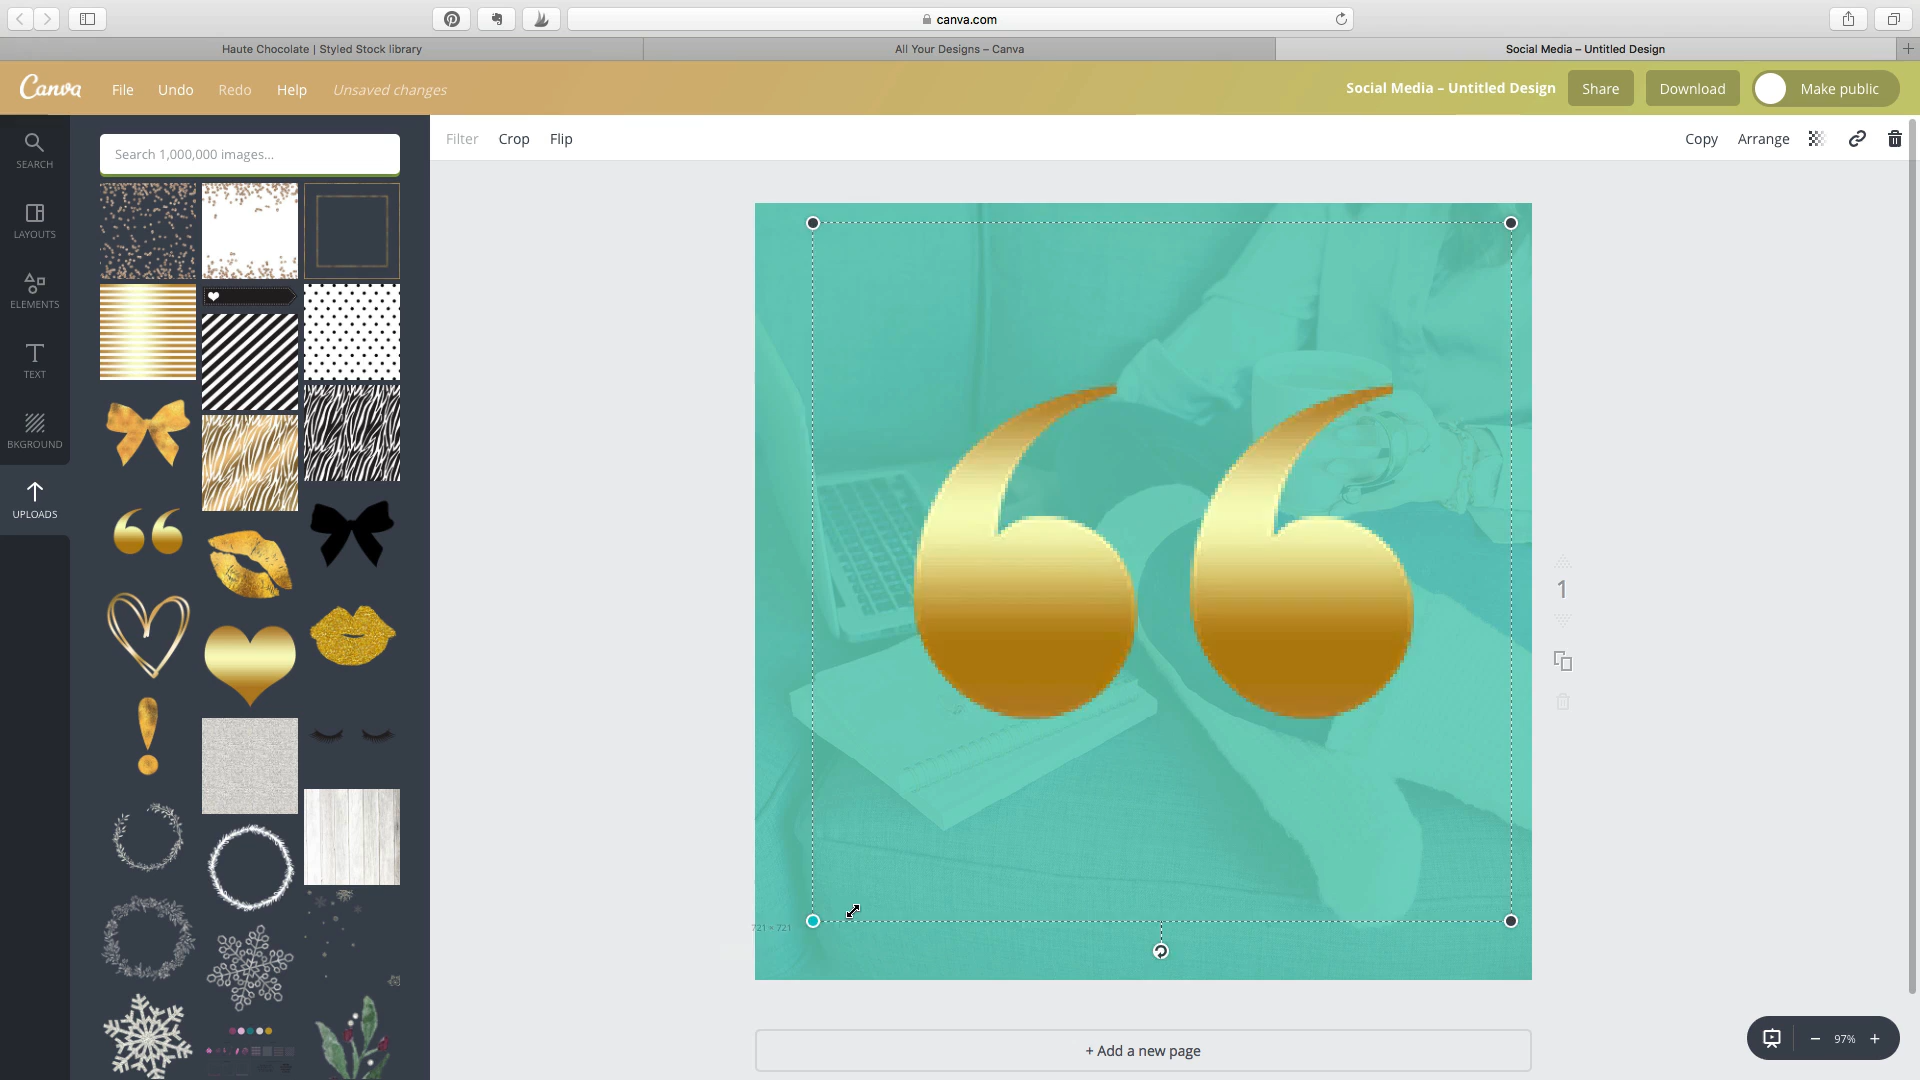 canva.com
Haute Chocolate | Styled Stock library
All Your Designs – Canva
Social Media – Untitled Design
Canva
File
Undo
Redo
Help
Unsaved changes
Social Media – Untitled Design
Share
Download
Make public
Search 1,000,000 images...
Filter
Crop
Flip
Copy
Arrange
SEARCH
LAYOUTS
ELEMENTS
TEXT
BKGROUND
UPLOADS
1
721 × 721
+ Add a new page
97%